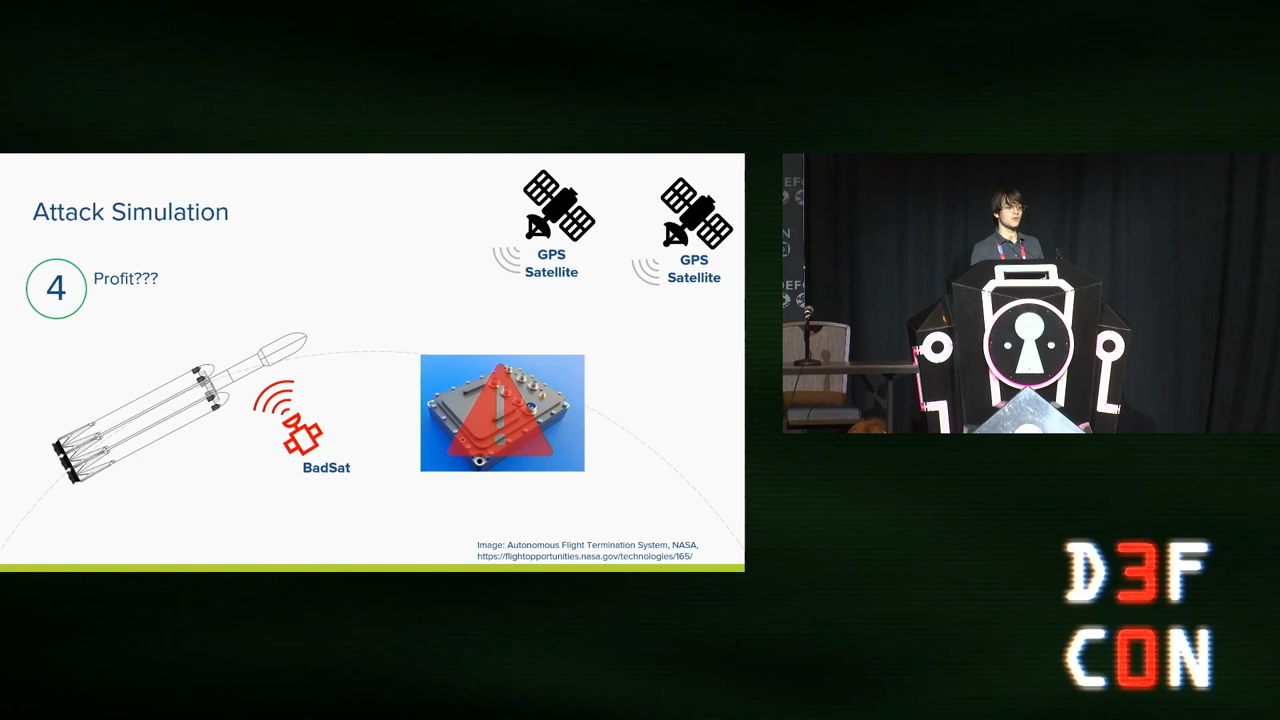 Attack Simulation
4
Profit???
GPS
Satellite
GPS
Satellite
BadSat
Image: Autonomous Flight Termination System, NASA,
https://flightopportunities.nasa.gov/technologies/165/
D3F
C0N